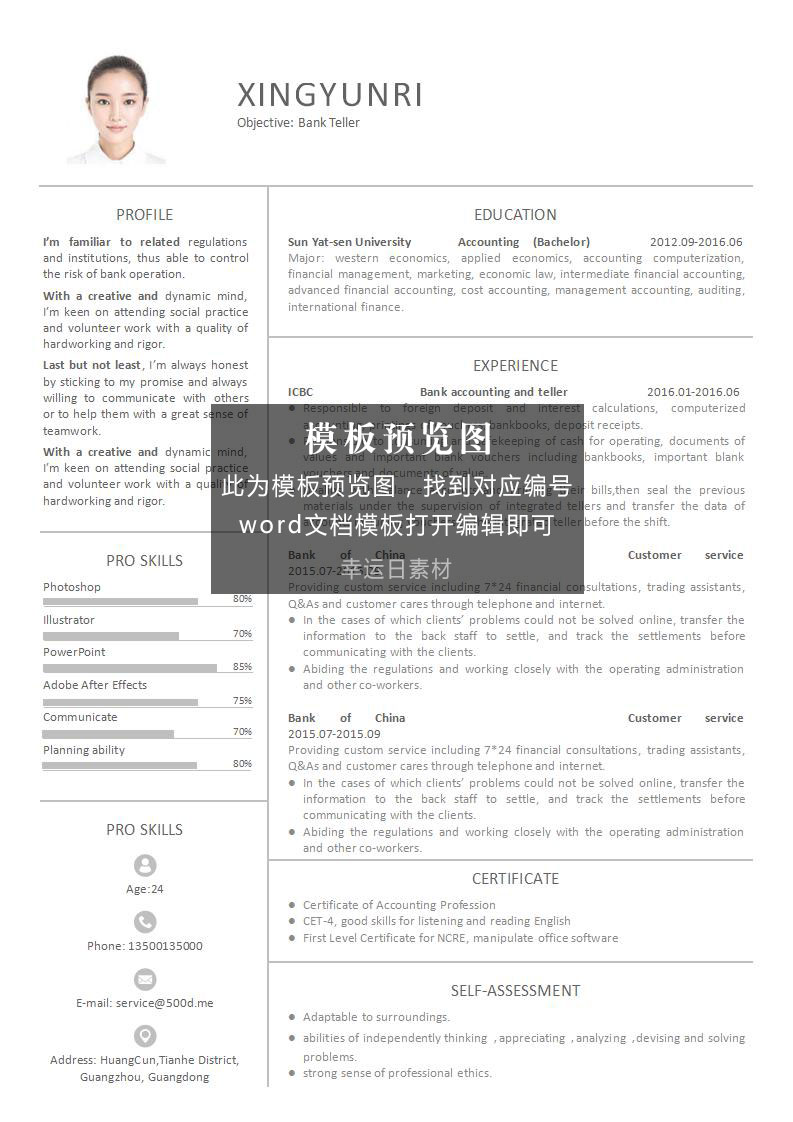 XINGYUNRI
Objective: Bank Teller
PROFILE
I'm familiar to related regulations
and institutions, thus able to control
the risk of bank operation.
With a creative and dynamic mind,
I'm keen on attending social practice
and volunteer work with a quality of
hardworking and rigor.
Last but not least, I'm always honest
by sticking to my promise and always
willing to communicate with others
or to help them with a great sense of
teamwork.
With a creative and dynamic mind,
I'm keen on attending social practice
and volunteer work with a quality of
hardworking and rigor.
PRO SKILLS
Photoshop
80%
Illustrator
70%
PowerPoint
85%
Adobe After Effects
75%
Communicate
70%
Planning ability
80%
PRO SKILLS
Age:24
Phone: 13500135000
E-mail: service@500d.me
Address: HuangCun,Tianhe District,
Guangzhou, Guangdong
EDUCATION
Sun Yat-sen University Accounting (Bachelor) 2012.09-2016.06
Major: western economics, applied economics, accounting computerization,
financial management, marketing, economic law, intermediate financial accounting,
advanced financial accounting, cost accounting, management accounting, auditing,
international finance.
EXPERIENCE
ICBC Bank accounting and teller 2016.01-2016.06
● Responsible to foreign deposit and interest calculations, computerized
bankbooks, deposit receipts.
safekeeping of cash for operating, documents of
values and important blank vouchers including bankbooks, important blank
vouchers and documents of value.
their bills,then seal the previous
materials under the supervision of integrated tellers and transfer the data of
teller before the shift.
模板预览图
此为模板预览图，找到对应编号
word文档模板打开编辑即可
幸运日素材
Bank of China Customer service
2015.07-
Providing custom service including 7*24 financial consultations, trading assistants,
Q&As and customer cares through telephone and internet.
● In the cases of which clients' problems could not be solved online, transfer the
information to the back staff to settle, and track the settlements before
communicating with the clients.
● Abiding the regulations and working closely with the operating administration
and other co-workers.
Bank of China Customer service
2015.07-2015.09
Providing custom service including 7*24 financial consultations, trading assistants,
Q&As and customer cares through telephone and internet.
● In the cases of which clients' problems could not be solved online, transfer the
information to the back staff to settle, and track the settlements before
communicating with the clients.
● Abiding the regulations and working closely with the operating administration
and other co-workers.
CERTIFICATE
● Certificate of Accounting Profession
● CET-4, good skills for listening and reading English
● First Level Certificate for NCRE, manipulate office software
SELF-ASSESSMENT
● Adaptable to surroundings.
● abilities of independently thinking ,appreciating ,analyzing ,devising and solving
problems.
● strong sense of professional ethics.